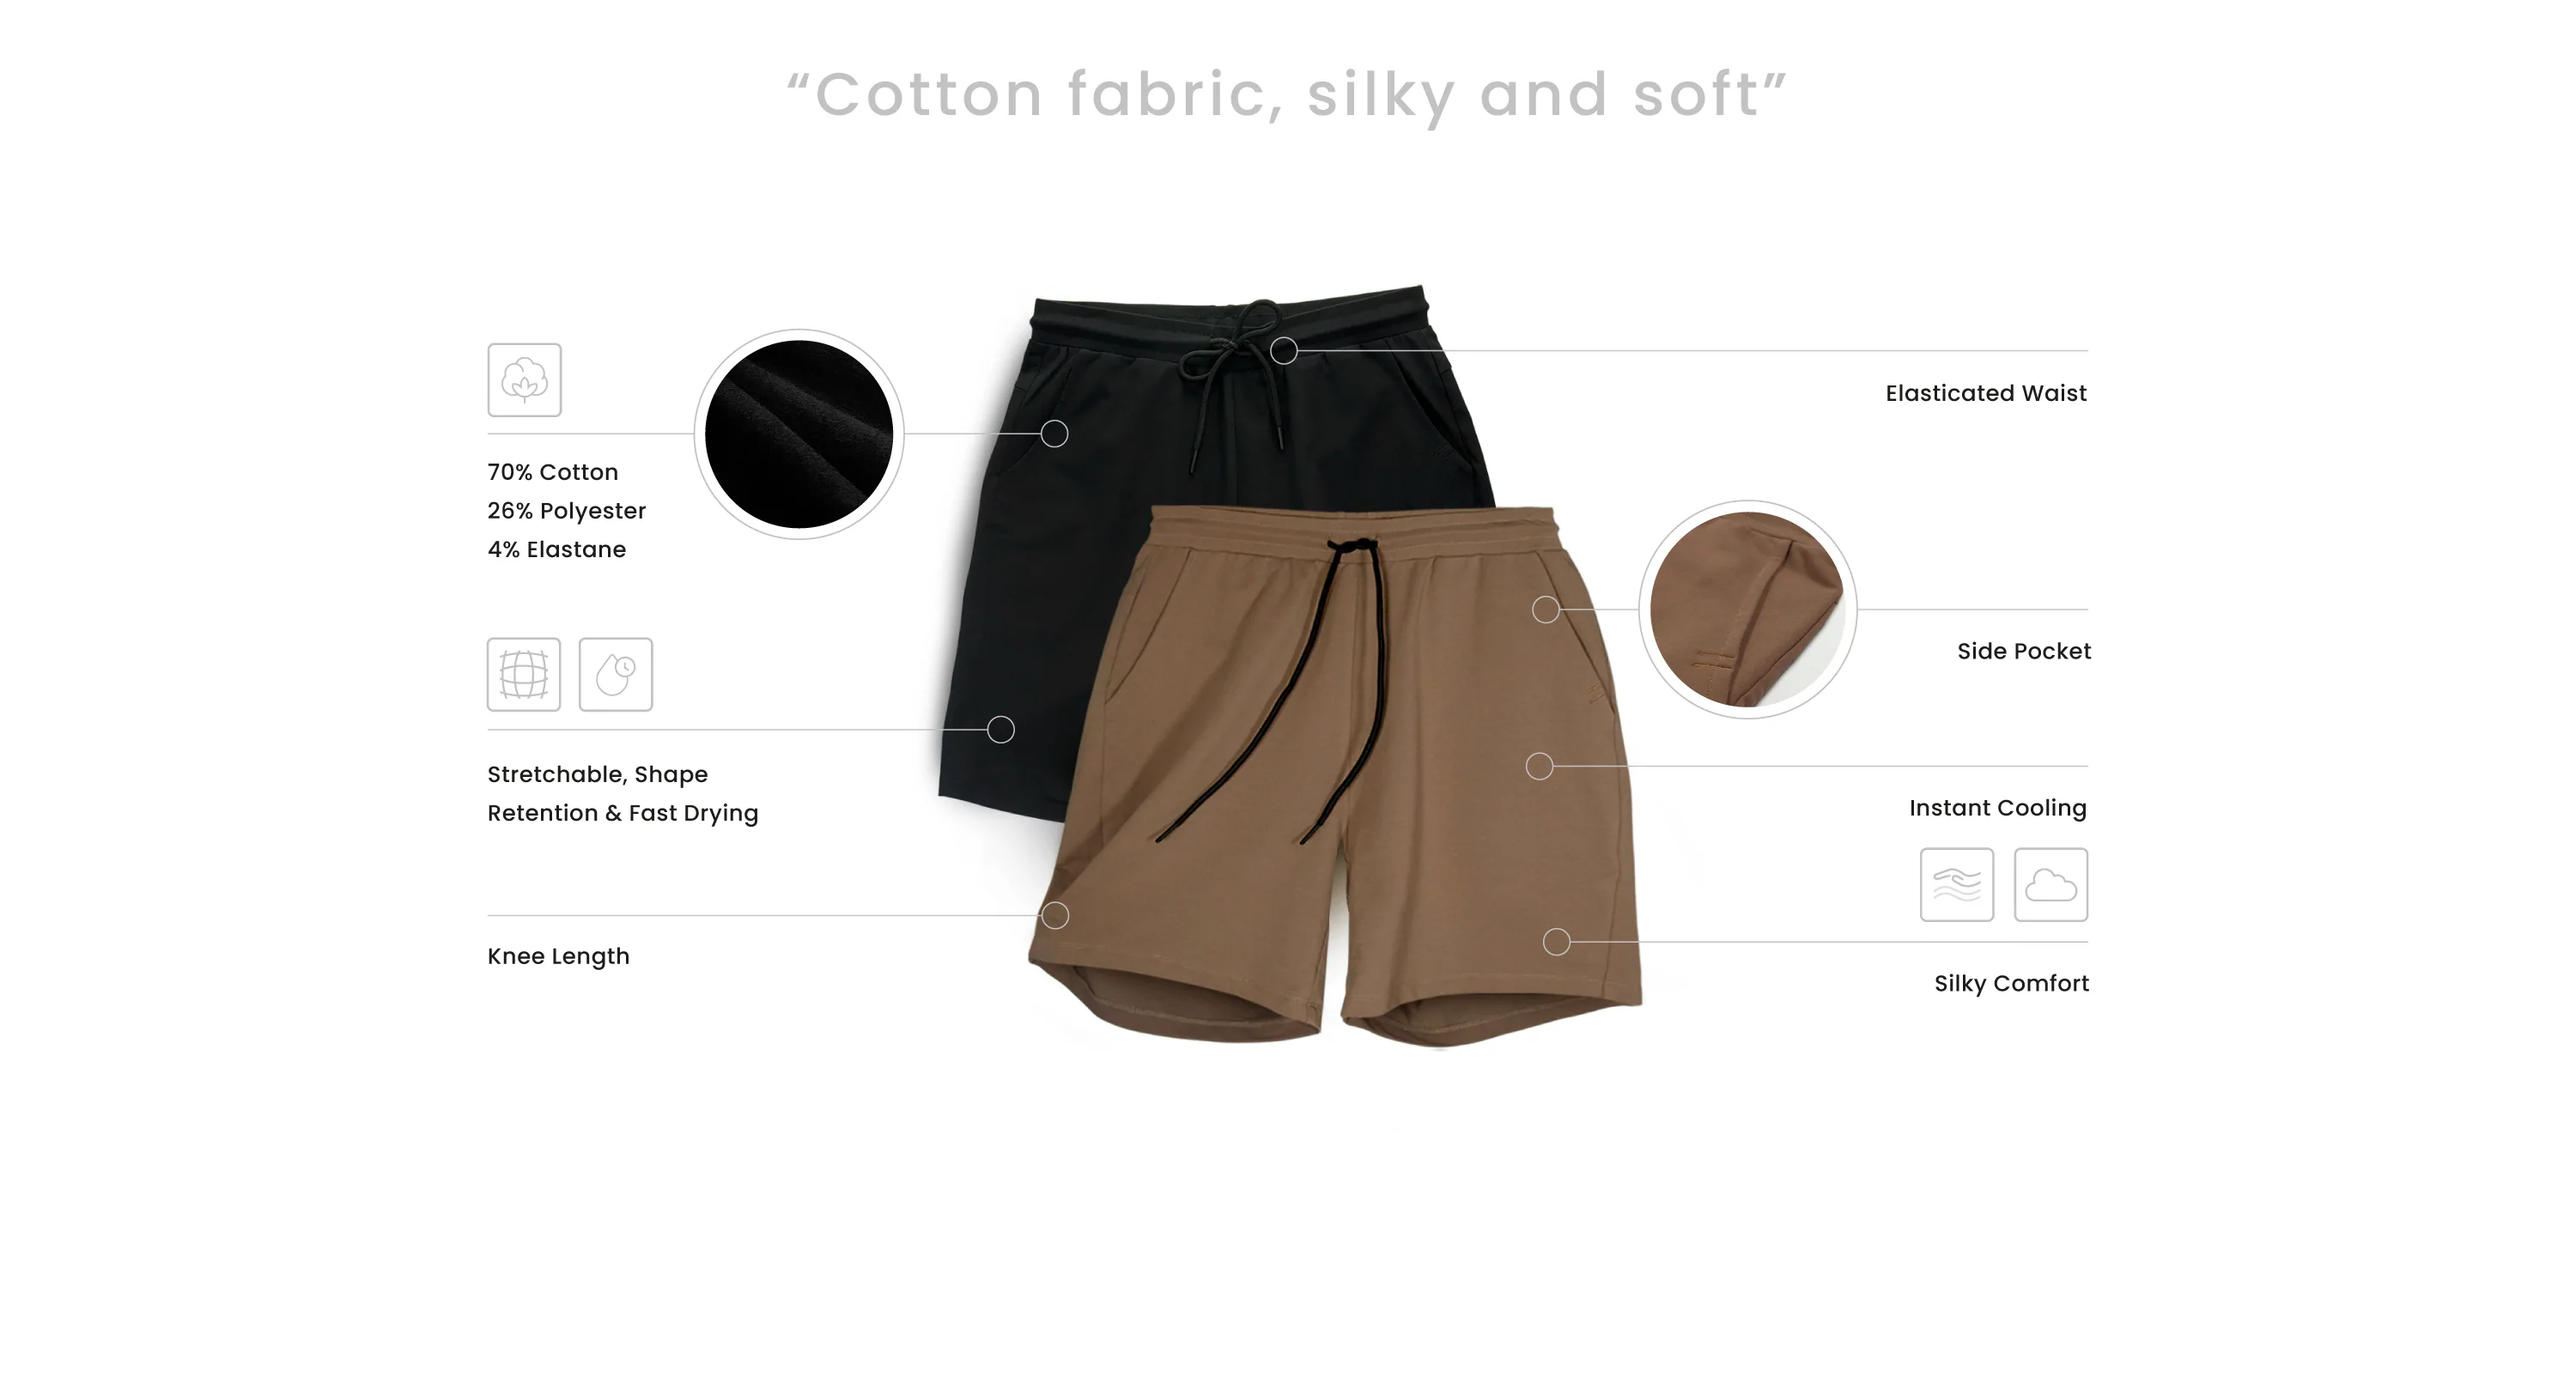 “Cotton fabric, silky and soft”
70% Cotton
26% Polyester
4% Elastane
Stretchable, Shape
Retention & Fast Drying
Knee Length
Elasticated Waist
Side Pocket
Instant Cooling
Silky Comfort